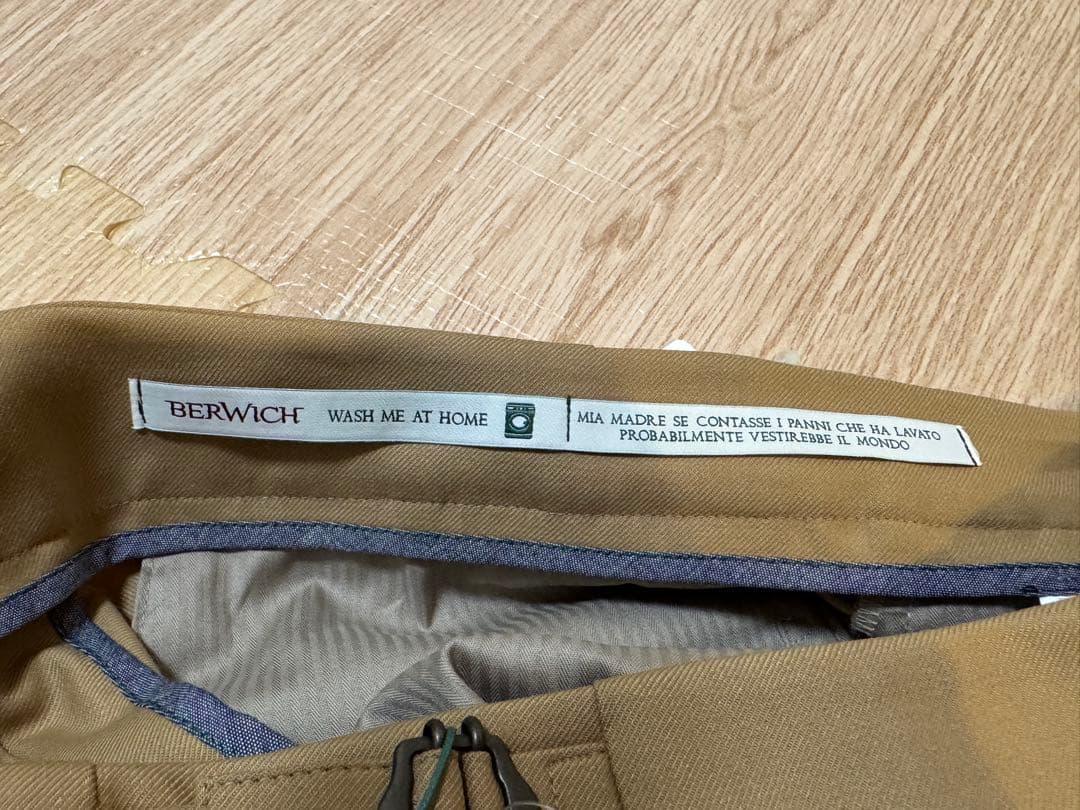 BERWICH WASH ME AT HOME
MIA MADRE SE CONTASSE I PANNI CHE HA LAVATO
PROBABILMENTE VESTIREBBE IL MONDO